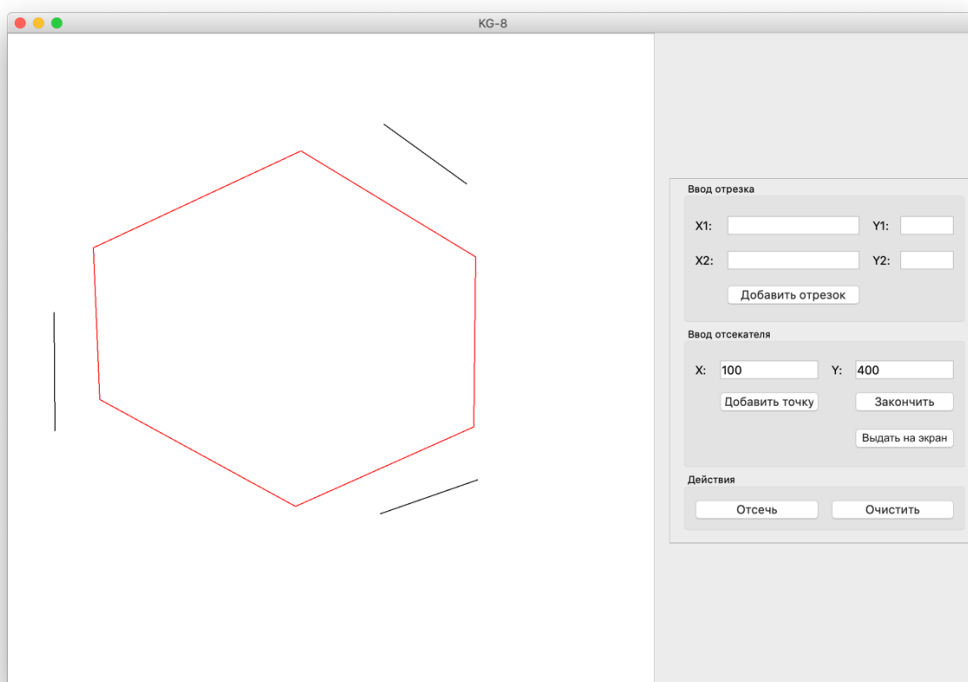 KG-8
Ввод отрезка
X1: Y1:
X2: Y2:
Добавить отрезок
Ввод отсекателя
X: 100 Y: 400
Добавить точку Закончить
Выдать на экран
Действия
Отсечь Очистить